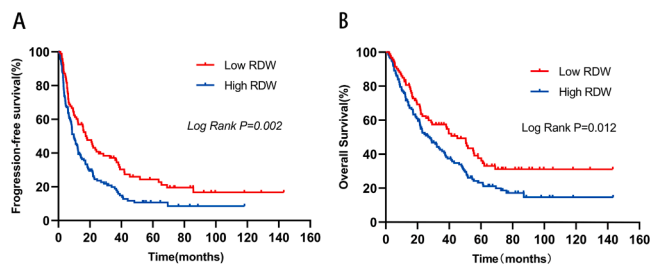 A
Frogression-free survival(%)
100
80
60
40
20
0
Low RDW
High RDW
Log Rank P=0.002
0 20 40 60 80 100 120 140 160
Time(months)
B
Overall Survival(%)
100
80
60
40
20
0
Low RDW
High RDW
Log Rank P=0.012
0 20 40 60 80 100 120 140 160
Time(months)